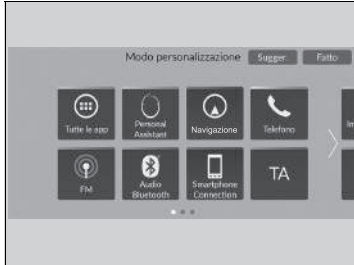 Modo personalizzazione Sugger. Fatto
Tutte le app
Personal
Assistant
Navigazione
Telefono
FM
Audio
Bluetooth
Smartphone
Connection
TA